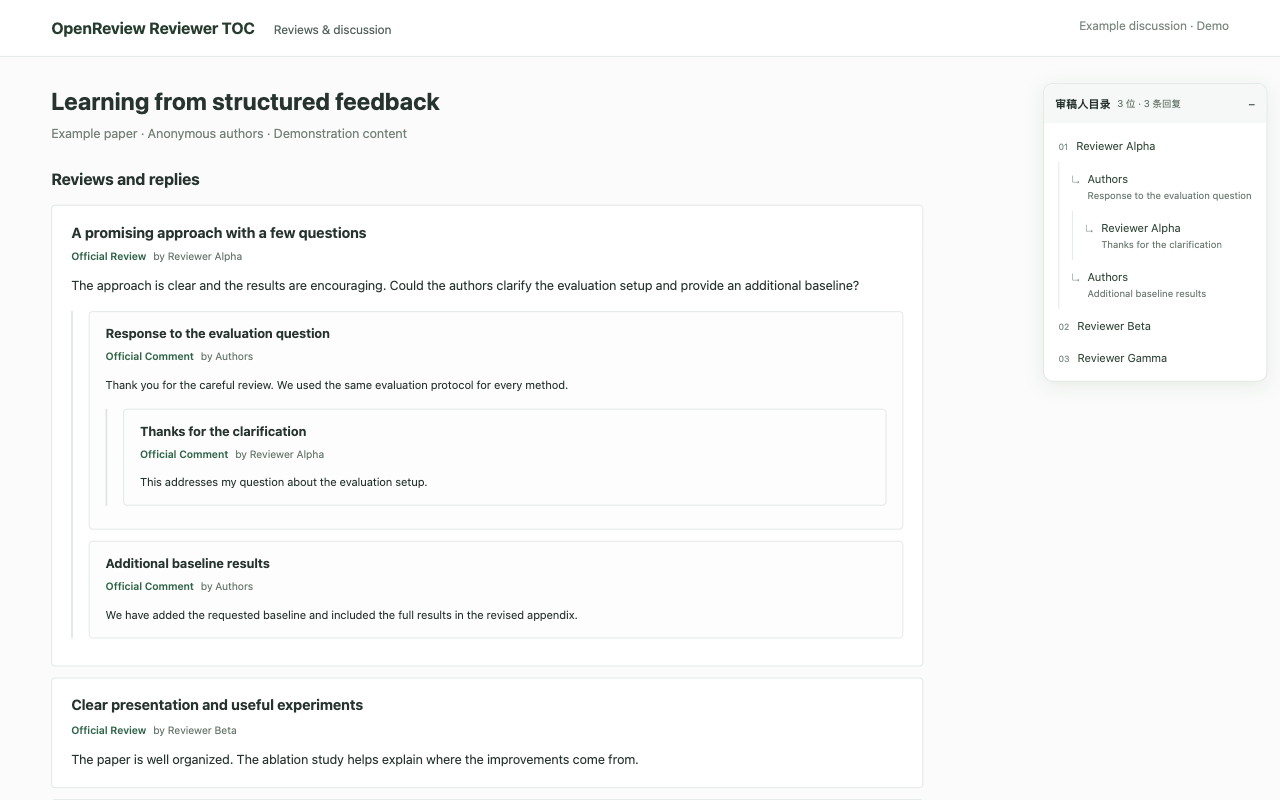 OpenReview Reviewer TOC Reviews & discussion
Example discussion · Demo
Learning from structured feedback
Example paper · Anonymous authors · Demonstration content
Reviews and replies
A promising approach with a few questions
Official Review by Reviewer Alpha
The approach is clear and the results are encouraging. Could the authors clarify the evaluation setup and provide an additional baseline?
Response to the evaluation question
Official Comment by Authors
Thank you for the careful review. We used the same evaluation protocol for every method.
Thanks for the clarification
Official Comment by Reviewer Alpha
This addresses my question about the evaluation setup.
Additional baseline results
Official Comment by Authors
We have added the requested baseline and included the full results in the revised appendix.
Clear presentation and useful experiments
Official Review by Reviewer Beta
The paper is well organized. The ablation study helps explain where the improvements come from.
审稿人目录 3 位 · 3 条回复 −
01 Reviewer Alpha
Authors
Response to the evaluation question
Reviewer Alpha
Thanks for the clarification
Authors
Additional baseline results
02 Reviewer Beta
03 Reviewer Gamma